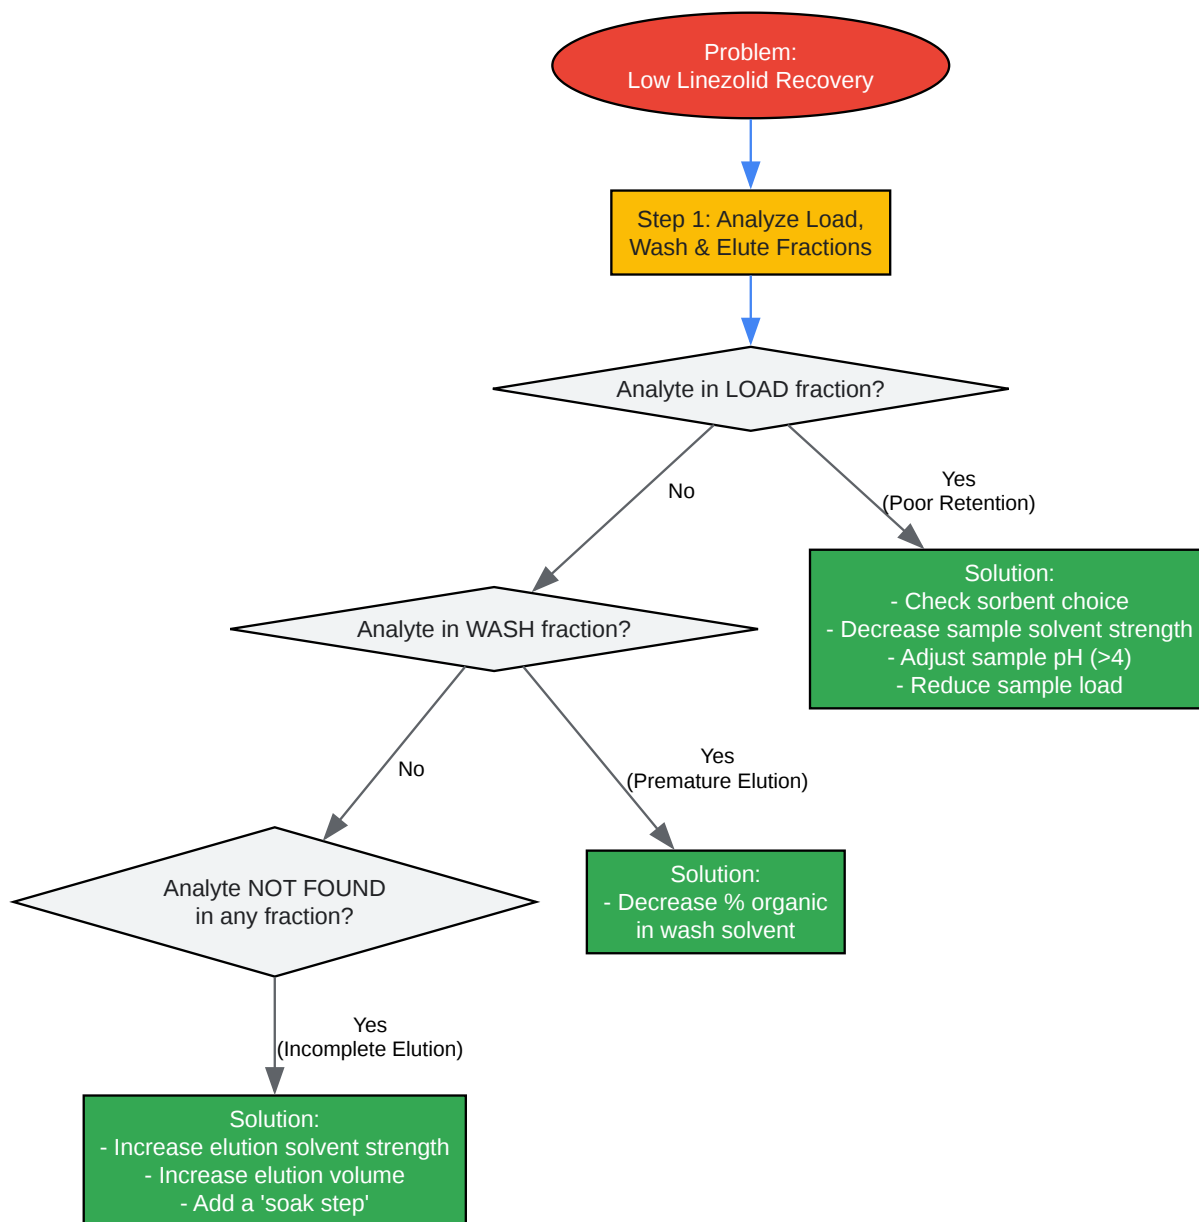 Problem:
Low Linezolid Recovery
Step 1: Analyze Load,
Wash & Elute Fractions
Analyte in LOAD fraction?
No
Yes
(Poor Retention)
Solution:
- Check sorbent choice
- Decrease sample solvent strength
- Adjust sample pH (>4)
- Reduce sample load
Analyte in WASH fraction?
No
Yes
(Premature Elution)
Solution:
- Decrease % organic
in wash solvent
Analyte NOT FOUND
in any fraction?
Yes
(Incomplete Elution)
Solution:
- Increase elution solvent strength
- Increase elution volume
- Add a 'soak step'